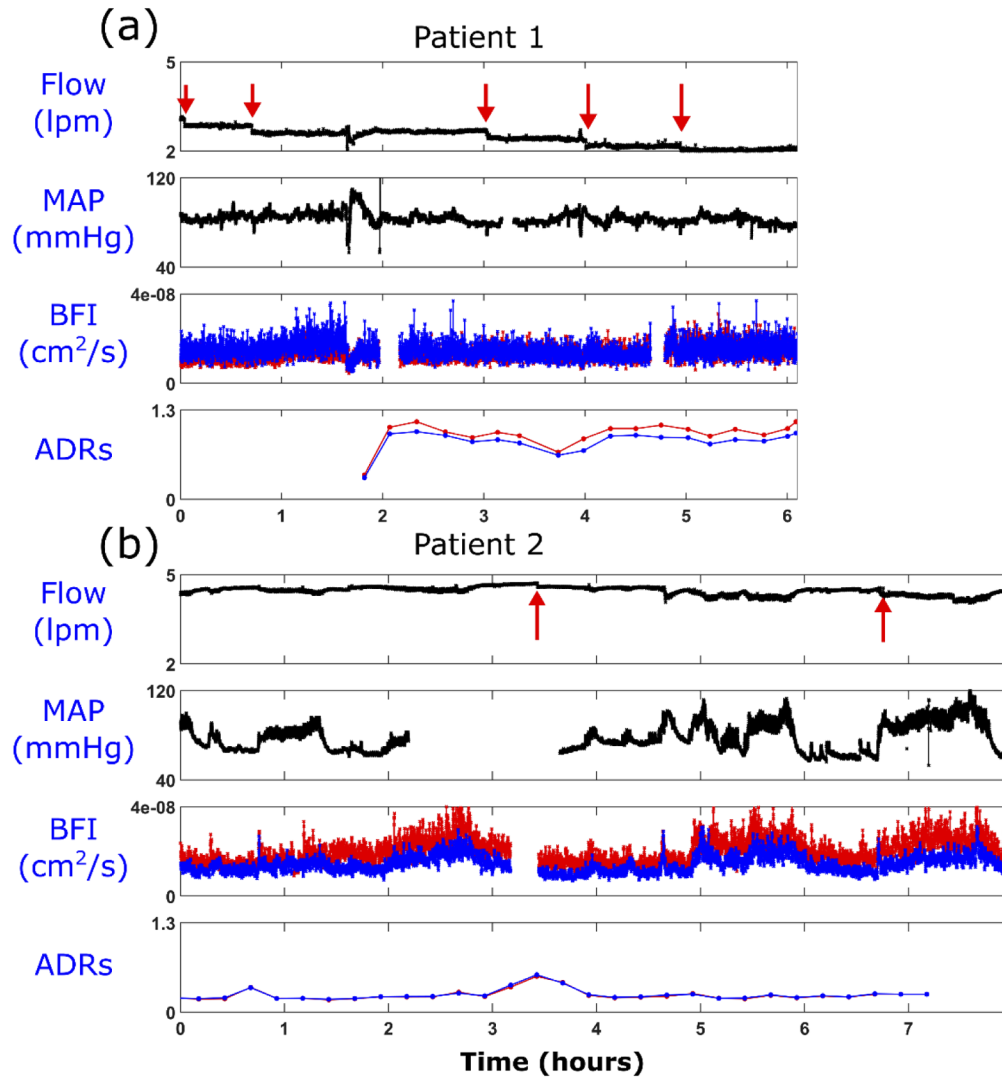 (a)
Patient 1
Flow
(lpm)
5
2
MAP
(mmHg)
120
40
BFI
(cm²/s)
4e-08
0
ADRs
1.3
0
0 1 2 3 4 5 6
(b)
Patient 2
Flow
(lpm)
5
2
MAP
(mmHg)
120
40
BFI
(cm²/s)
4e-08
0
ADRs
1.3
0
0 1 2 3 4 5 6 7
Time (hours)